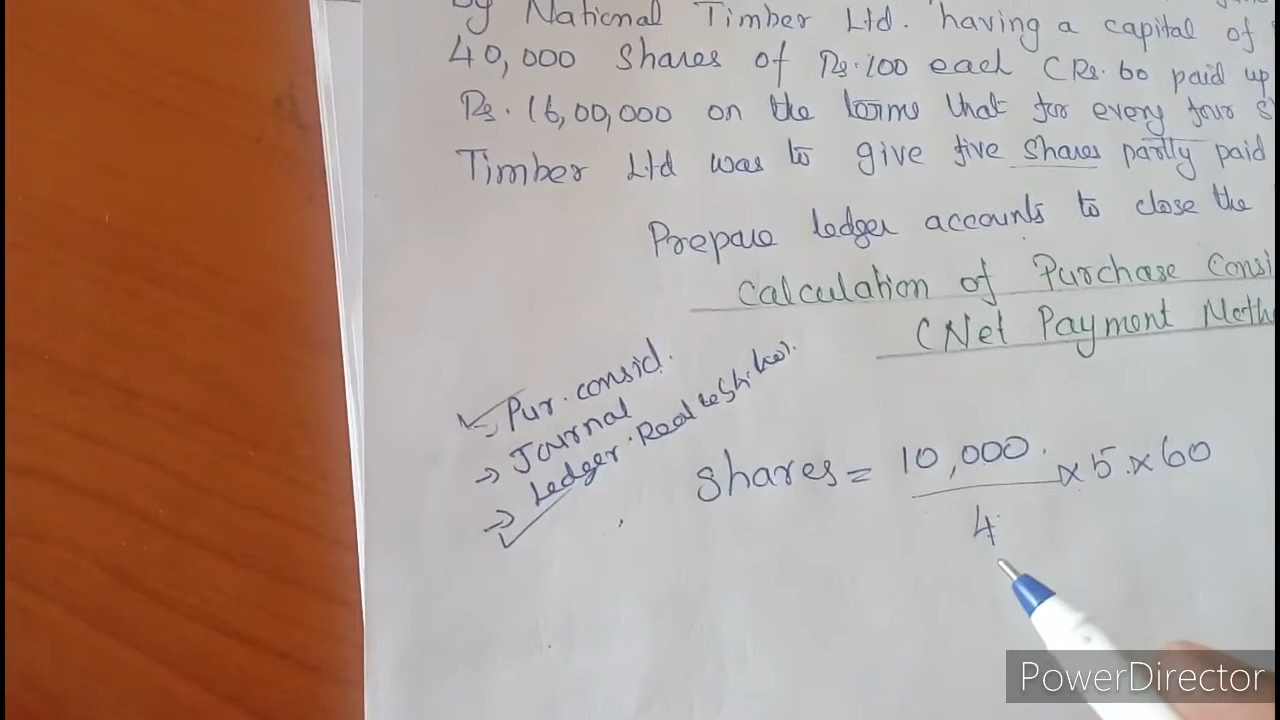 by National Timber Ltd. having a capital of
40,000 shares of Rs.100 each (Rs. 60 paid up
Rs. 16,00,000 on the terms that for every four S
Timber Ltd was to give five shares partly paid
Prepare ledger accounts to close the
Calculation of Purchase Consi
(Net Payment Meth
→ Pur. consid.
→ Journal
→ Ledger. Real
shares = 10,000 × 5 × 60
4
PowerDirector